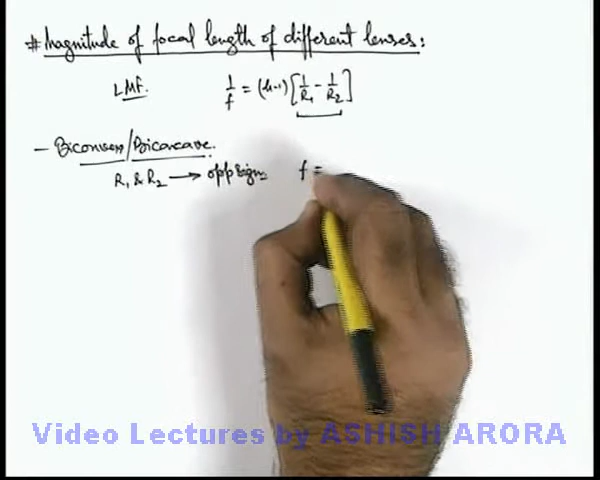 # Magnitude of focal length of different lenses:
LMF. 1/f = (μ-1) [1/R₁ - 1/R₂]
- Biconvex/Biconcave.
R₁ & R₂ → opp sign f =
Video Lectures by ASHISH ARORA